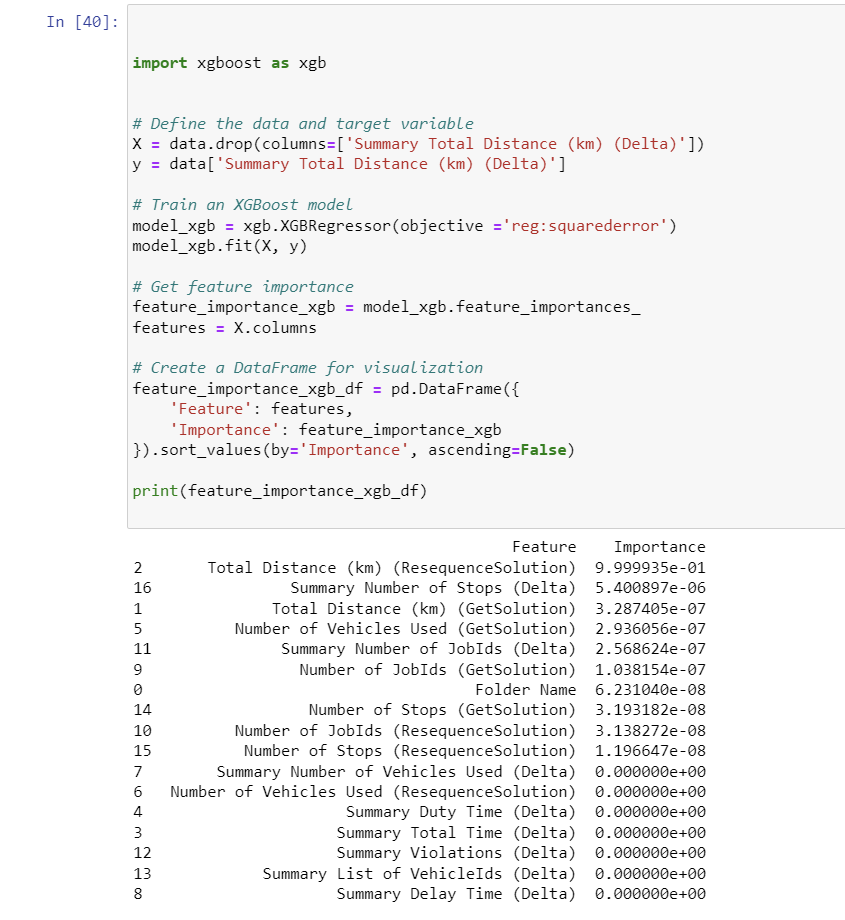 In [40]:
import xgboost as xgb
# Define the data and target variable
X = data.drop(columns=['Summary Total Distance (km) (Delta)'])
y = data['Summary Total Distance (km) (Delta)']
# Train an XGBoost model
model_xgb = xgb.XGBRegressor(objective ='reg:squarederror')
model_xgb.fit(X, y)
# Get feature importance
feature_importance_xgb = model_xgb.feature_importances_
features = X.columns
# Create a DataFrame for visualization
feature_importance_xgb_df = pd.DataFrame({
    'Feature': features,
    'Importance': feature_importance_xgb
}).sort_values(by='Importance', ascending=False)
print(feature_importance_xgb_df)
Feature Importance
2 Total Distance (km) (ResequenceSolution) 9.999935e-01
16 Summary Number of Stops (Delta) 5.400897e-06
1 Total Distance (km) (GetSolution) 3.287405e-07
5 Number of Vehicles Used (GetSolution) 2.936056e-07
11 Summary Number of JobIds (Delta) 2.568624e-07
9 Number of JobIds (GetSolution) 1.038154e-07
0 Folder Name 6.231040e-08
14 Number of Stops (GetSolution) 3.193182e-08
10 Number of JobIds (ResequenceSolution) 3.138272e-08
15 Number of Stops (ResequenceSolution) 1.196647e-08
7 Summary Number of Vehicles Used (Delta) 0.000000e+00
6 Number of Vehicles Used (ResequenceSolution) 0.000000e+00
4 Summary Duty Time (Delta) 0.000000e+00
3 Summary Total Time (Delta) 0.000000e+00
12 Summary Violations (Delta) 0.000000e+00
13 Summary List of VehicleIds (Delta) 0.000000e+00
8 Summary Delay Time (Delta) 0.000000e+00